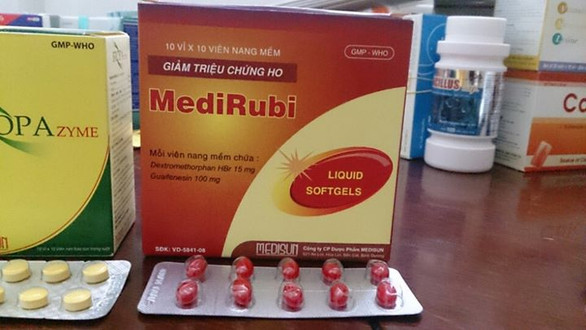 GMP-WHO
OPAZYME
10 VỈ X 10 VIÊN NANG MỀM
GMP - WHO
GIẢM TRIỆU CHỨNG HO
MediRubi
Mỗi viên nang mềm chứa :
Dextromethorphan HBr 15 mg
Guaifenesin 100 mg
LIQUID
SOFTGELS
SĐK: VD-5841-08
MEDISUN
Công ty CP Dược Phẩm MEDISUN